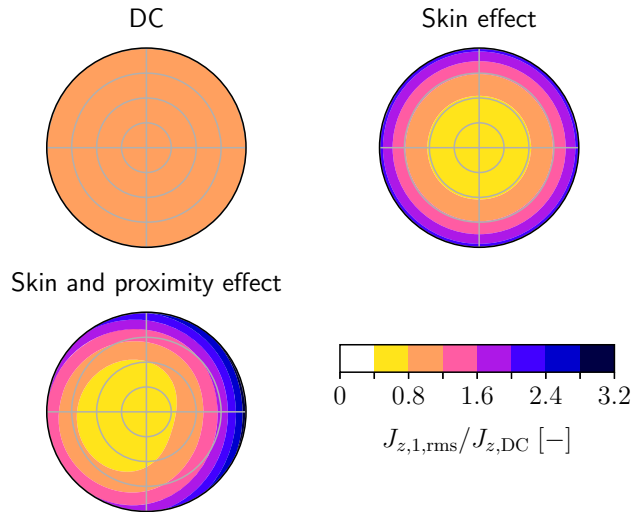 DC
Skin effect
Skin and proximity effect
0 0.8 1.6 2.4 3.2
J_{z,1,rms}/J_{z,DC} [−]